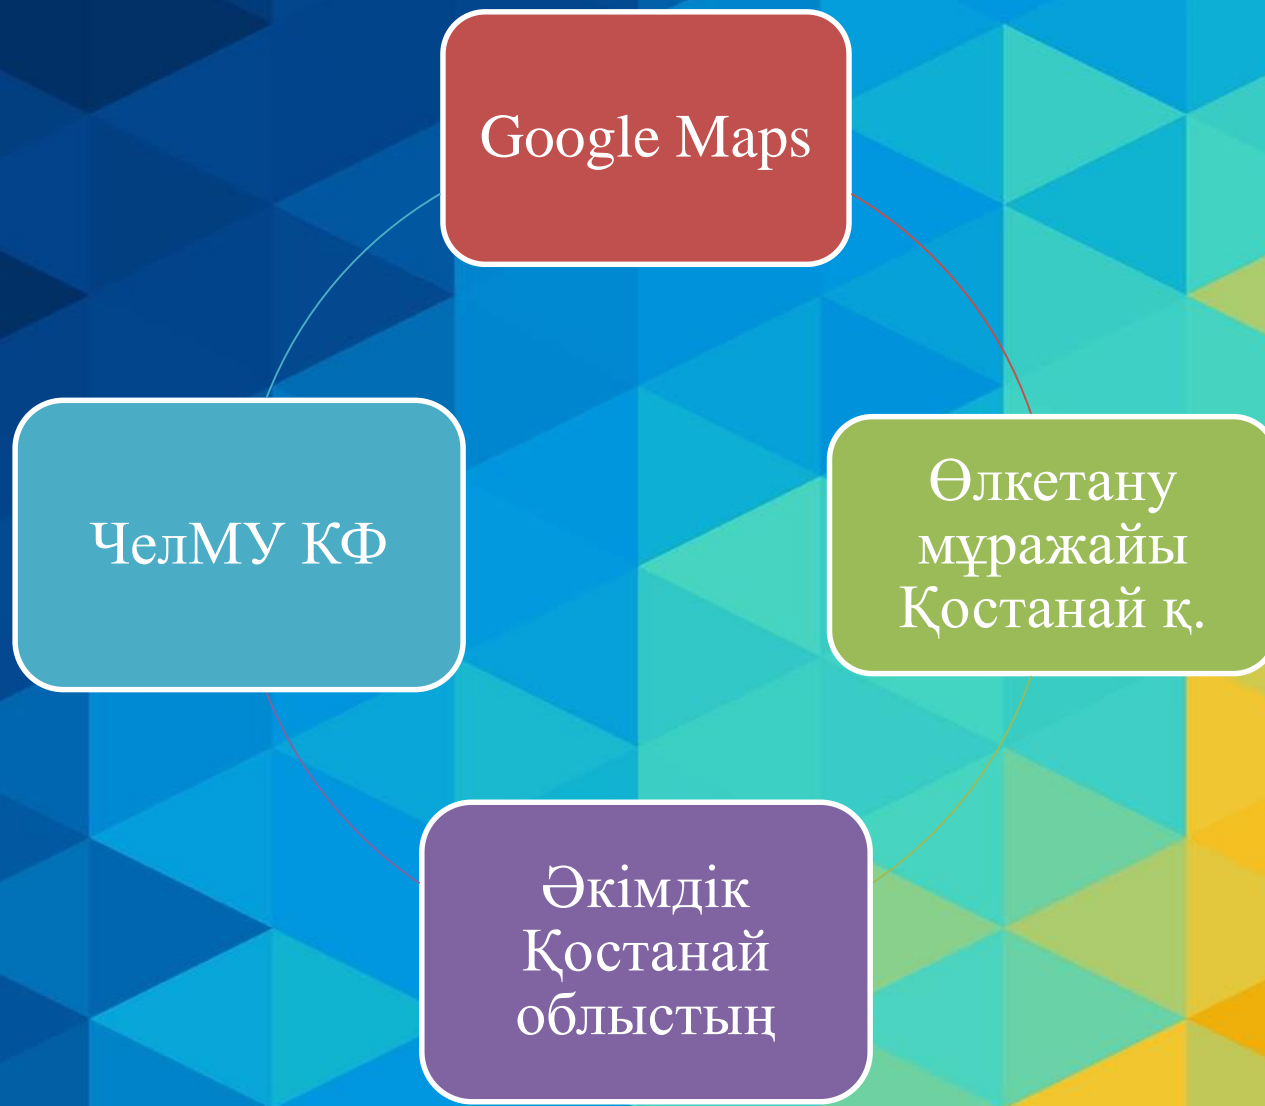 Google Maps
Өлкетану
мұражайы
Қостанай қ.
Әкімдік
Қостанай
облыстың
ЧелМУ КФ